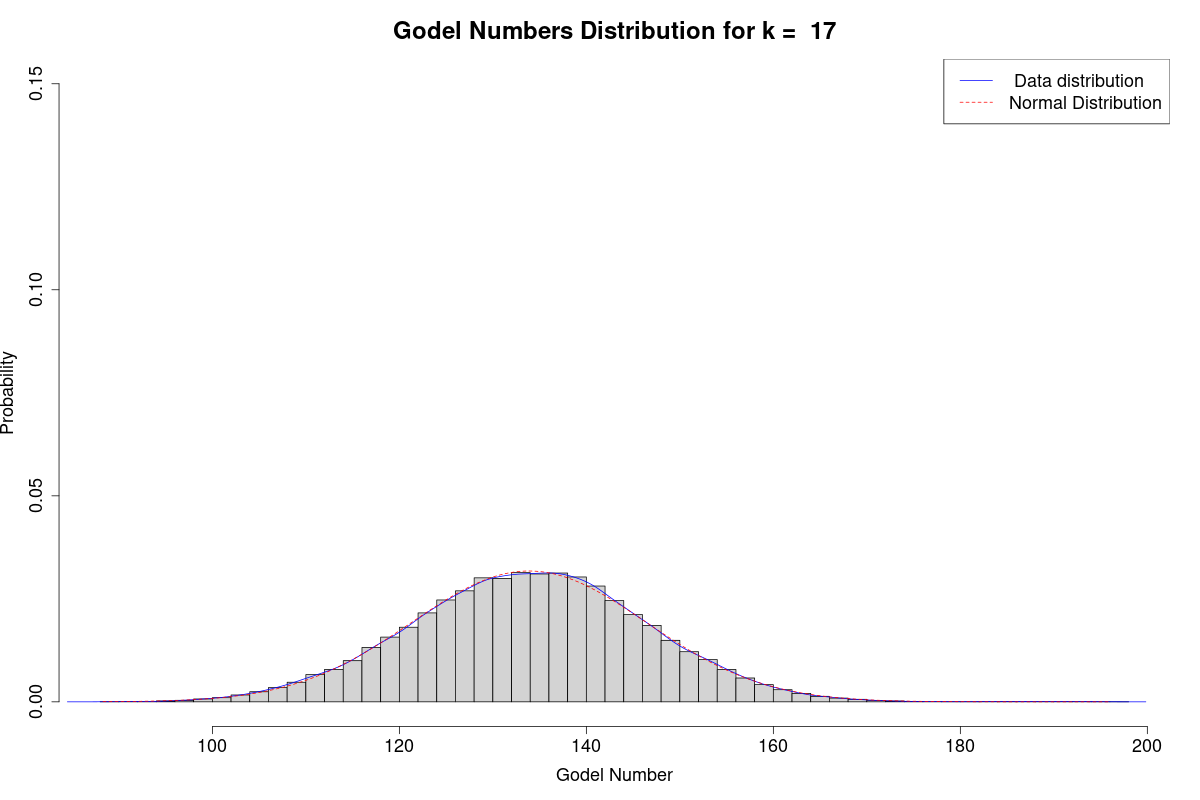 Godel Numbers Distribution for k =  17
Data distribution
Normal Distribution
0.15
0.10
0.05
0.00
Probability
100 120 140 160 180 200
Godel Number